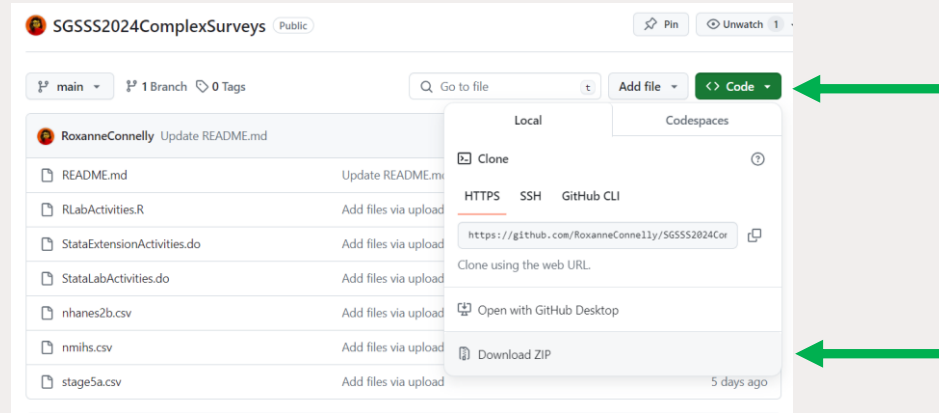 SGSSS2024ComplexSurveys Public Pin Unwatch 1
main 1 Branch 0 Tags Go to file t Add file <> Code
RoxanneConnelly Update README.md
Local Codespaces
README.md Update README.m
Clone
HTTPS SSH GitHub CLI
RLabActivities.R Add files via upload
StataExtensionActivities.do Add files via upload
https://github.com/RoxanneConnelly/SGSSS2024Cor
Clone using the web URL.
StataLabActivities.do Add files via upload
nhanes2b.csv Add files via upload
Open with GitHub Desktop
nmihs.csv Add files via upload
Download ZIP
stage5a.csv Add files via upload 5 days ago